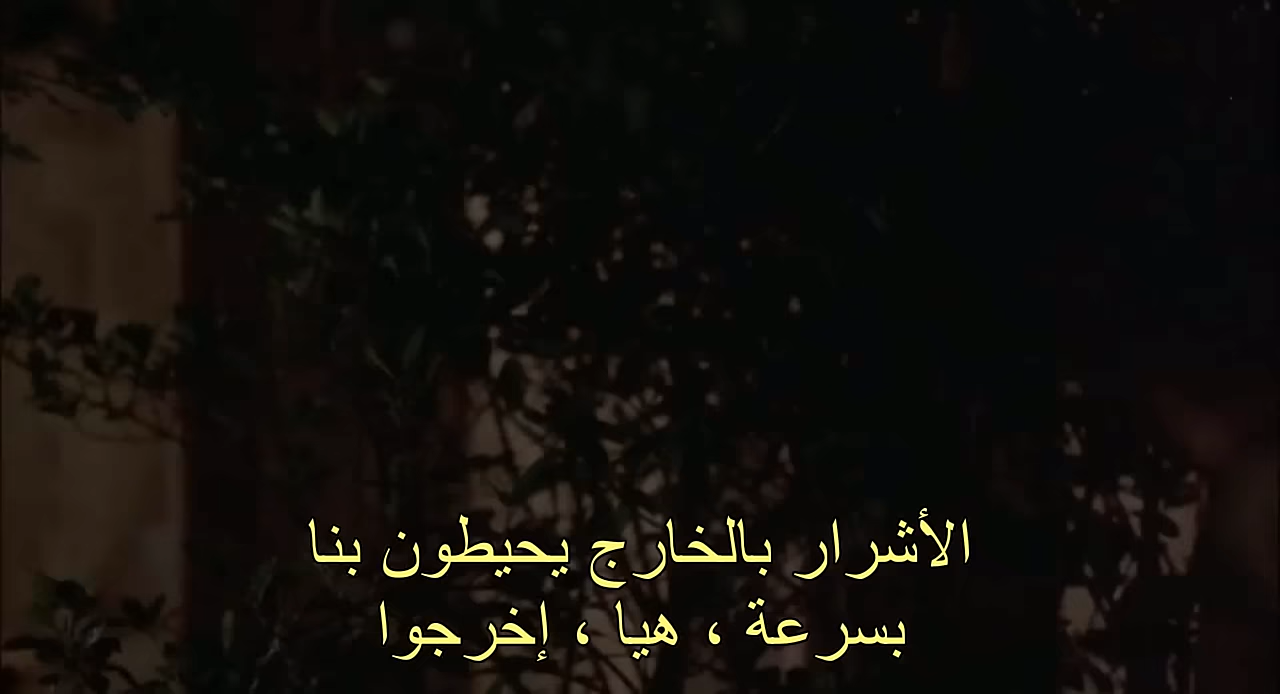 الأشرار بالخارج يحيطون بنا
بسرعة ، هيا ، إخرجوا